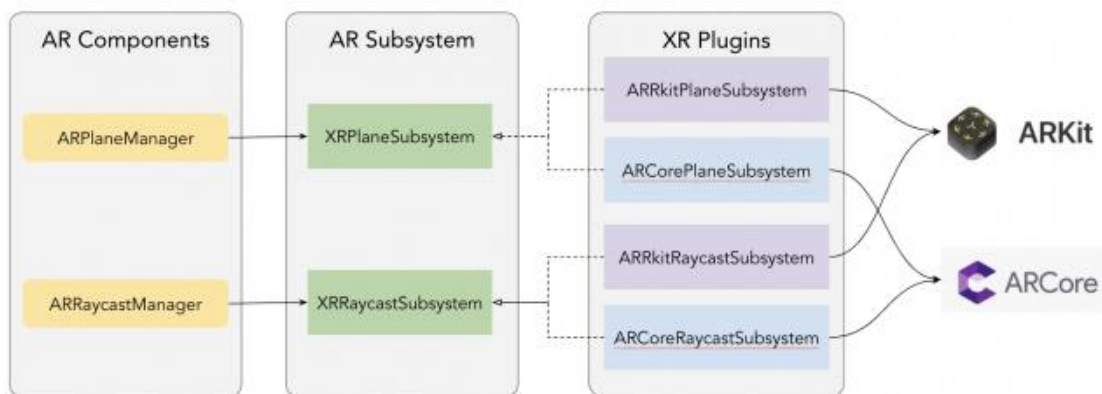 AR Components
AR Subsystem
XR Plugins
ARPlaneManager
XRPlaneSubsystem
ARRkitPlaneSubsystem
ARCorePlaneSubsystem
ARKit
ARRaycastManager
XRRaycastSubsystem
ARRkitRaycastSubsystem
ARCoreRaycastSubsystem
ARCore